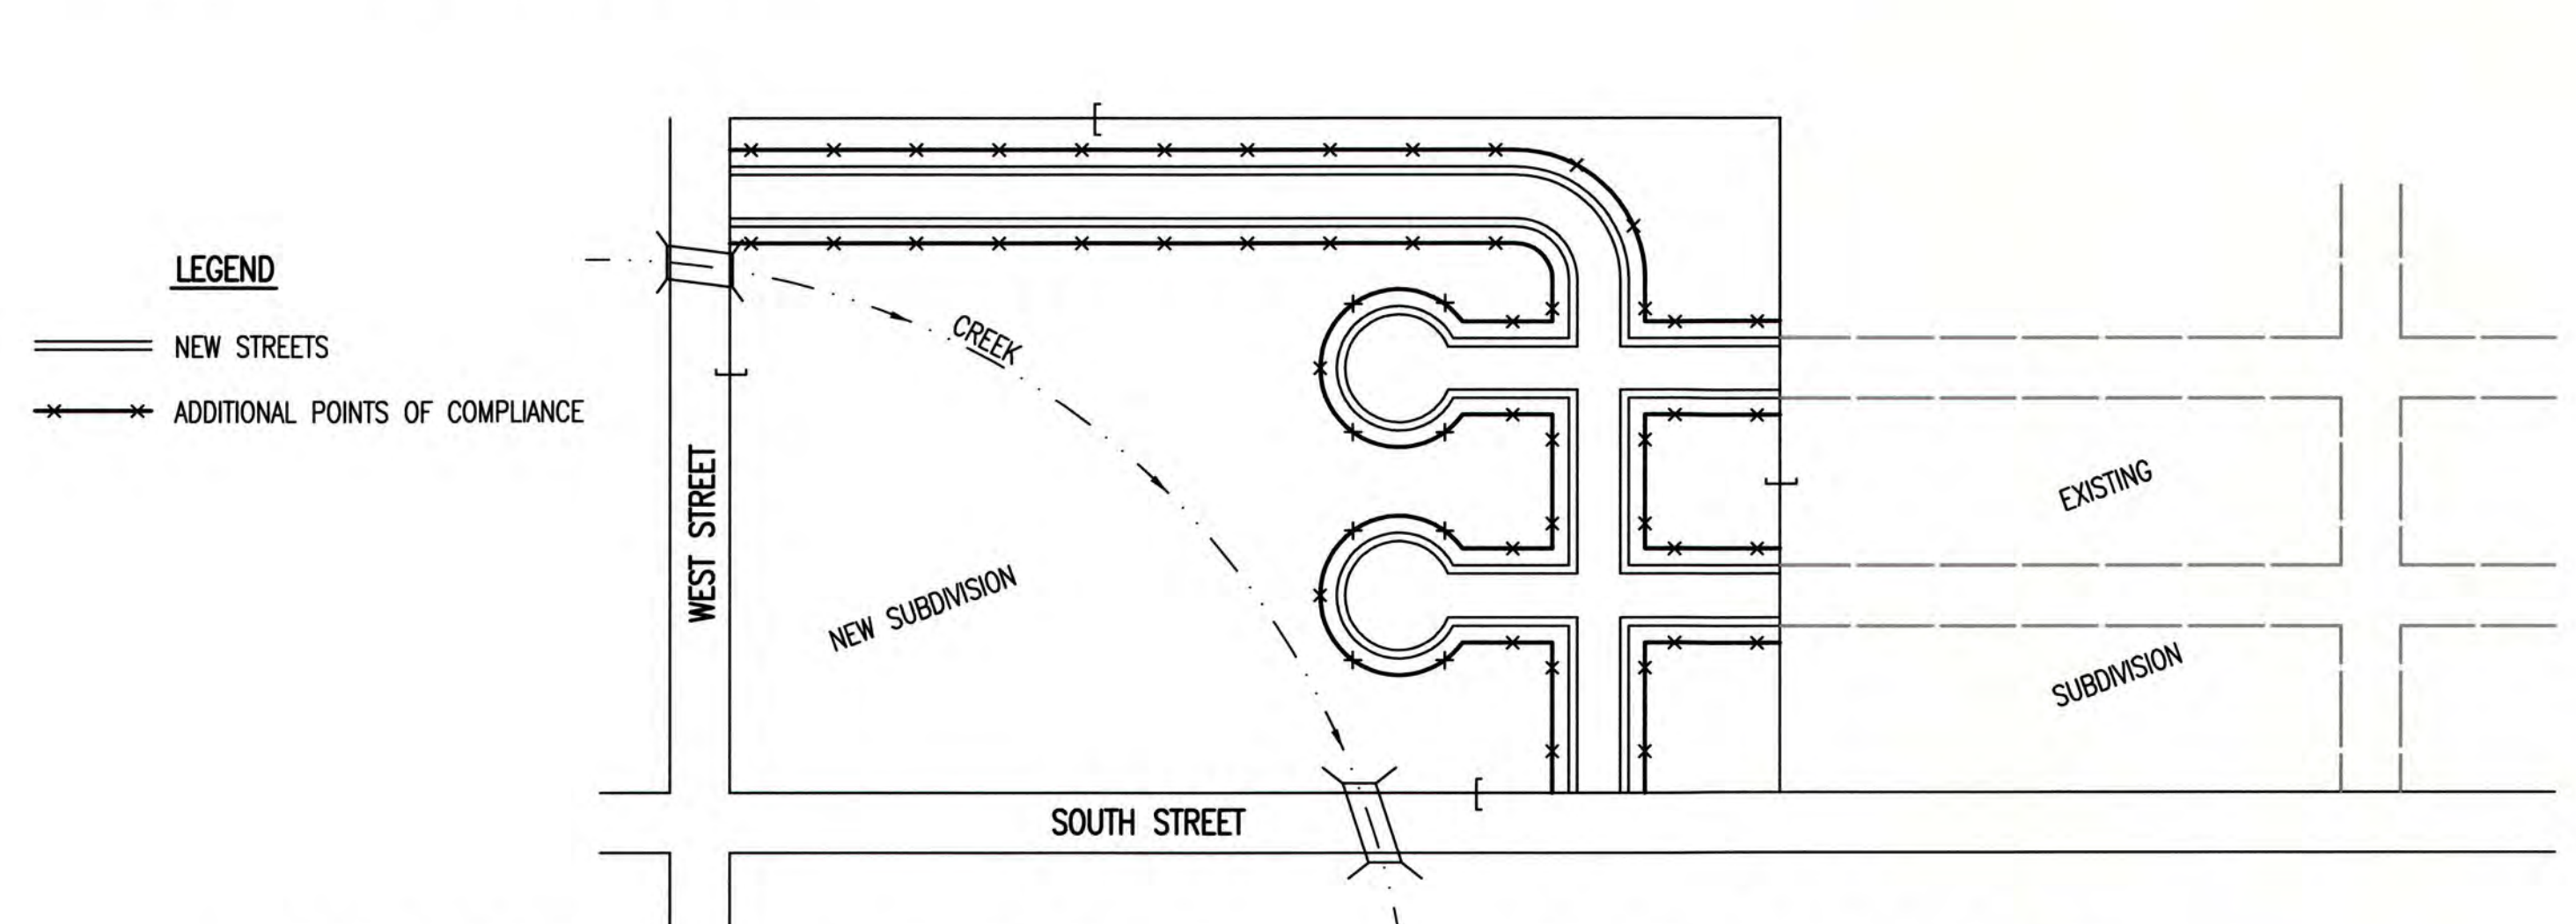 LEGEND
NEW STREETS
ADDITIONAL POINTS OF COMPLIANCE
CREEK
WEST STREET
NEW SUBDIVISION
SOUTH STREET
EXISTING
SUBDIVISION